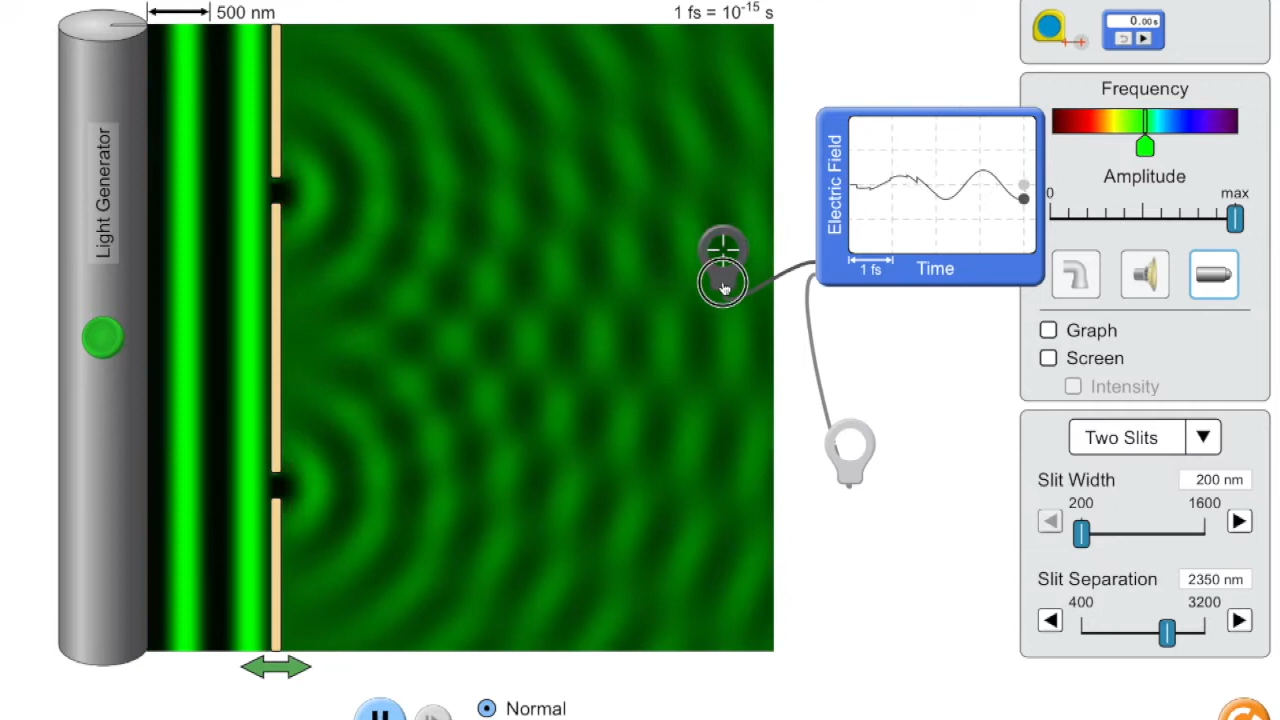 500 nm
1 fs = 10⁻¹⁵ s
0.00 s
Light Generator
Electric Field
1 fs
Time
Frequency
Amplitude
0
max
Graph
Screen
Intensity
Two Slits
Slit Width
200 nm
200
1600
Slit Separation
2350 nm
400
3200
Normal